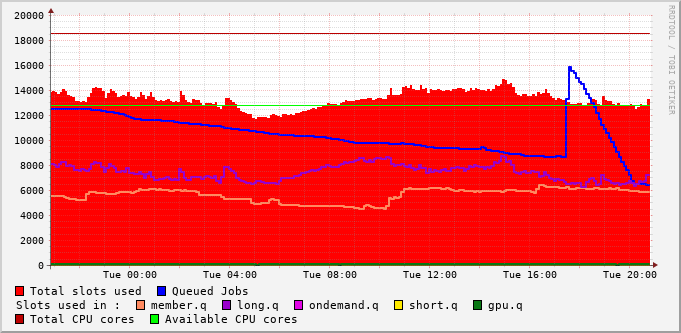 20000
18000
16000
14000
12000
10000
8000
6000
4000
2000
0
Tue 00:00 Tue 04:00 Tue 08:00 Tue 12:00 Tue 16:00 Tue 20:00
Total slots used Queued Jobs
Slots used in : member.q long.q ondemand.q short.q gpu.q
Total CPU cores Available CPU cores
RRDTOOL / TOBI OETIKER